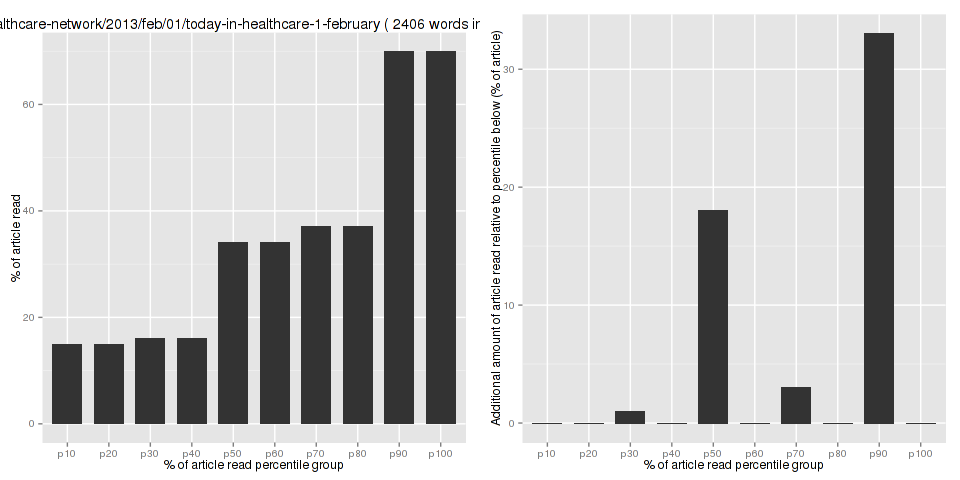 althcare-network/2013/feb/01/today-in-healthcare-1-february ( 2406 words ir
% of article read
60
40
20
0
p10 p20 p30 p40 p50 p60 p70 p80 p90 p100
% of article read percentile group
Additional amount of article read relative to percentile below (% of article)
30
20
10
0
p10 p20 p30 p40 p50 p60 p70 p80 p90 p100
% of article read percentile group